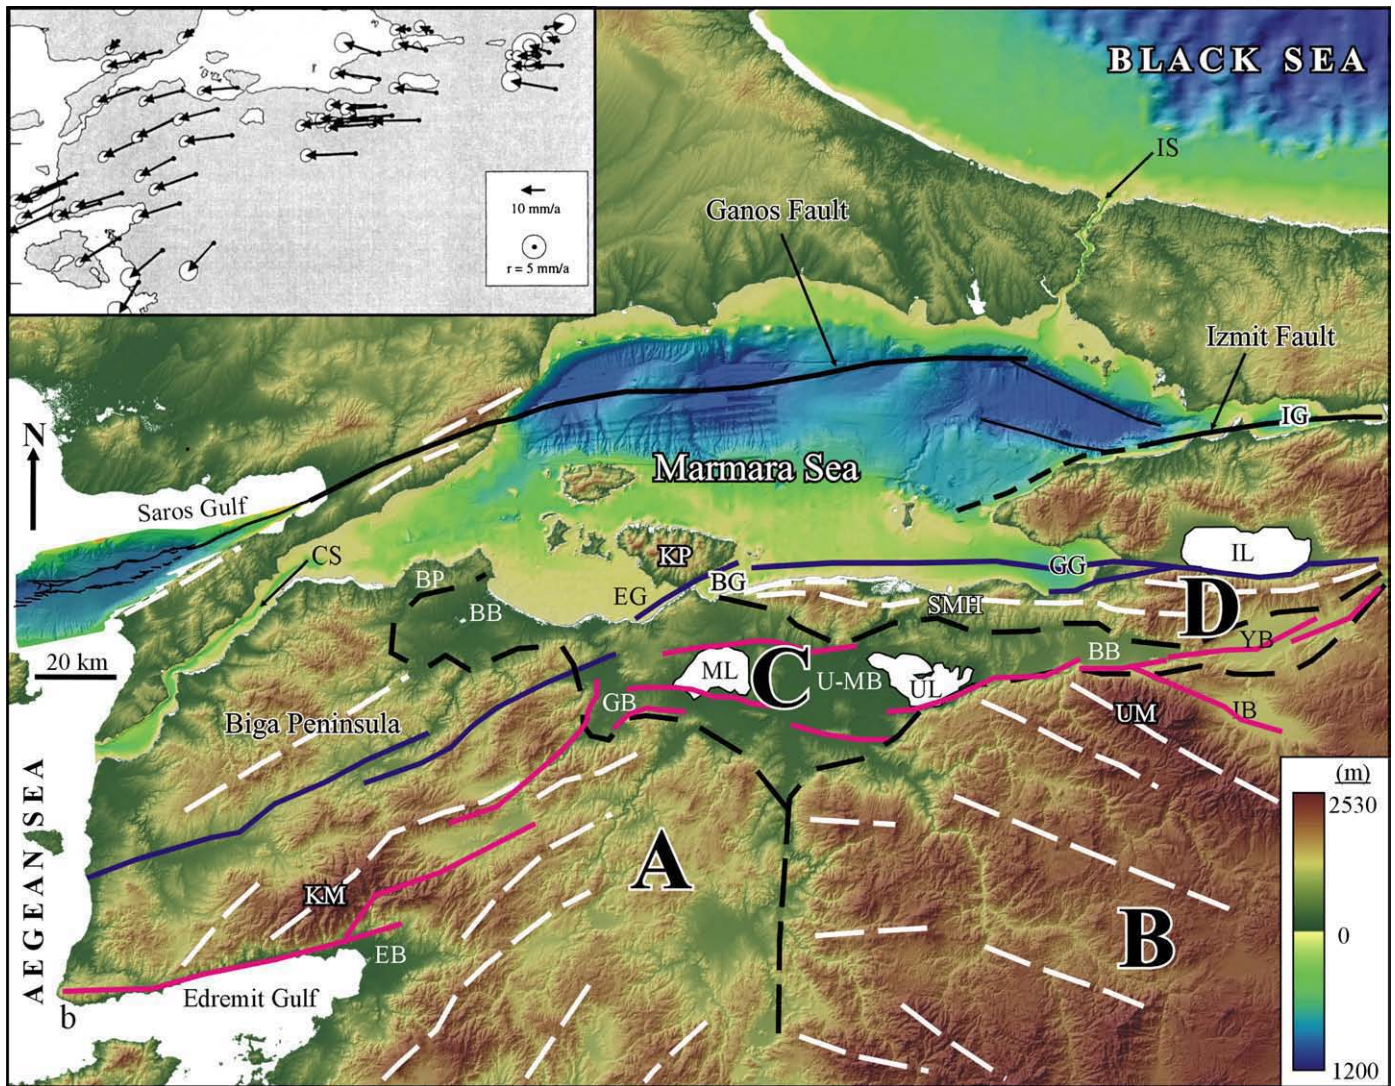 10 mm/a
r = 5 mm/a
BLACK SEA
IS
Ganos Fault
Izmit Fault
IG
N
Marmara Sea
Saros Gulf
CS
KP
IL
GG
BP
BG
EG
BB
D
SMH
20 km
YB
BB
ML
C
U-MB
UL
GB
IB
UM
Biga Peninsula
(m)
2530
AEGEAN SEA
A
KM
B
0
EB
Edremit Gulf
b
1200